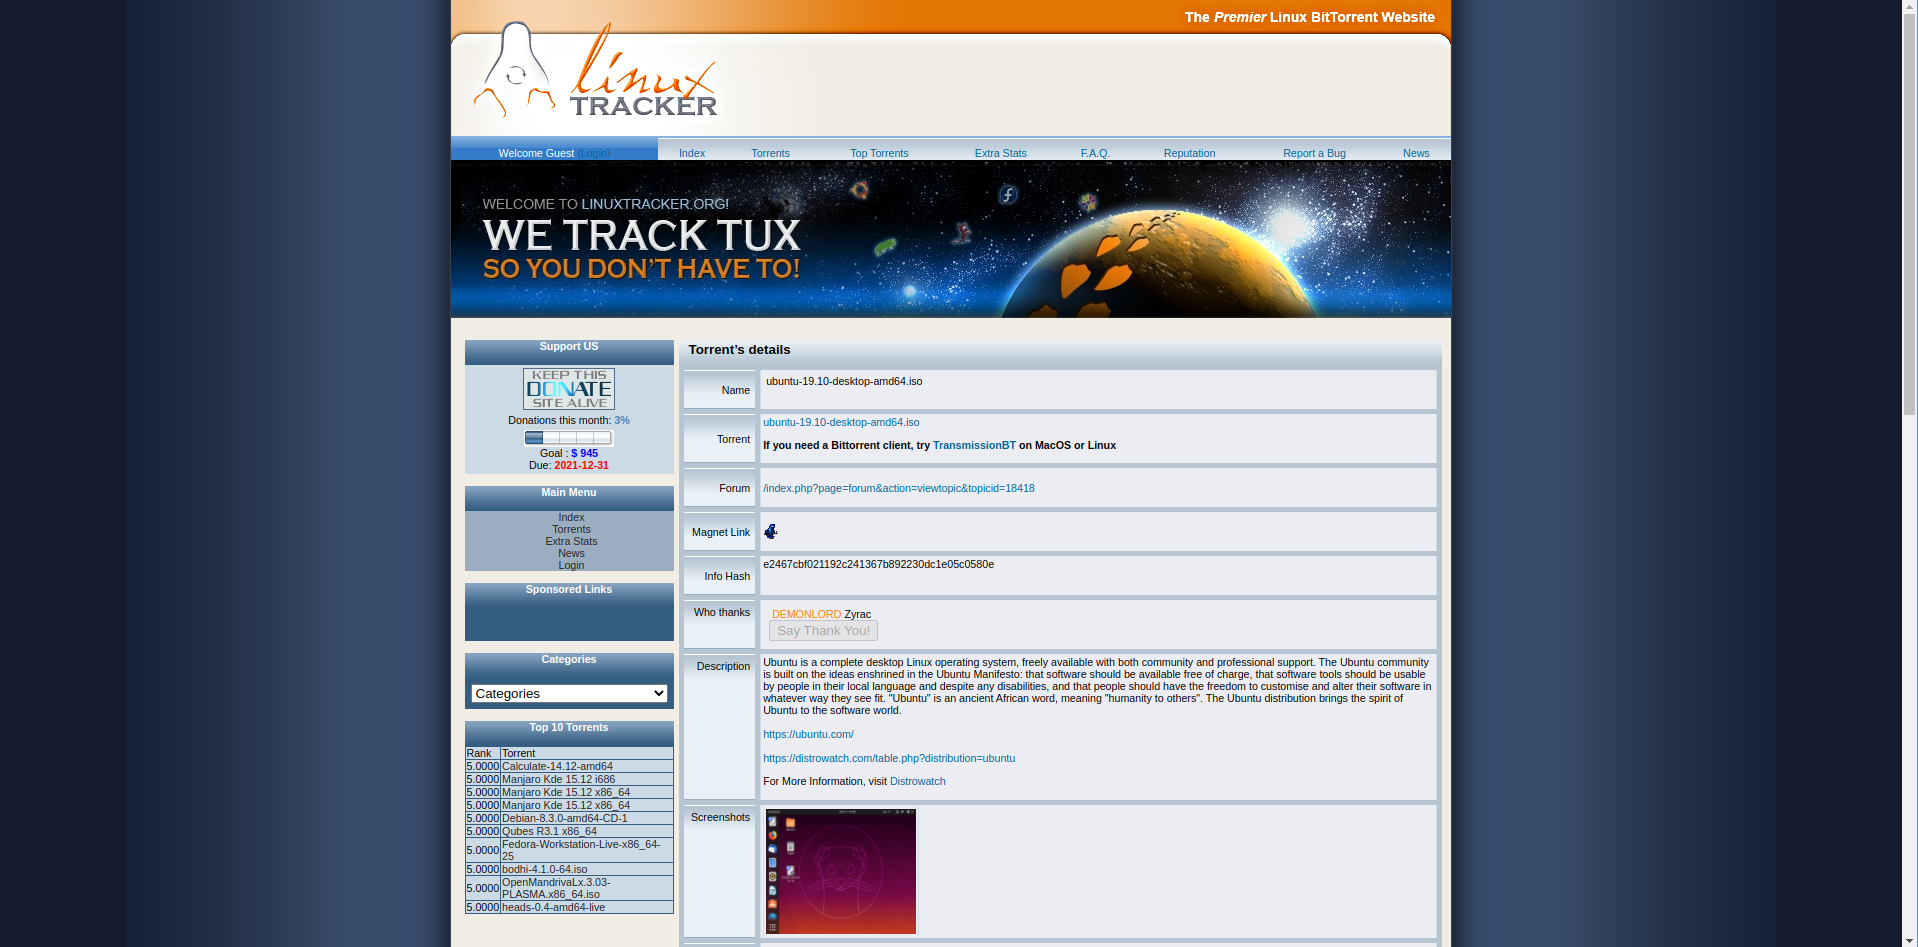 The Premier Linux BitTorrent Website
linux
TRACKER
Welcome Guest (Login)
Index
Torrents
Top Torrents
Extra Stats
F.A.Q.
Reputation
Report a Bug
News
WELCOME TO LINUXTRACKER.ORG!
WE TRACK TUX
SO YOU DON'T HAVE TO!
Support US
KEEP THIS
DONATE
SITE ALIVE
Donations this month: 3%
Goal : $ 945
Due: 2021-12-31
Main Menu
Index
Torrents
Extra Stats
News
Login
Sponsored Links
Categories
Categories
Top 10 Torrents
Rank Torrent
5.0000 Calculate-14.12-amd64
5.0000 Manjaro Kde 15.12 i686
5.0000 Manjaro Kde 15.12 x86_64
5.0000 Manjaro Kde 15.12 x86_64
5.0000 Debian-8.3.0-amd64-CD-1
5.0000 Qubes R3.1 x86_64
5.0000 Fedora-Workstation-Live-x86_64-
25
5.0000 bodhi-4.1.0-64.iso
5.0000 OpenMandrivaLx.3.03-
PLASMA.x86_64.iso
5.0000 heads-0.4-amd64-live
Torrent’s details
Name ubuntu-19.10-desktop-amd64.iso
Torrent ubuntu-19.10-desktop-amd64.iso
If you need a Bittorrent client, try TransmissionBT on MacOS or Linux
Forum /index.php?page=forum&action=viewtopic&topicid=18418
Magnet Link
Info Hash e2467cbf021192c241367b892230dc1e05c0580e
Who thanks DEMONLORD Zyrac
Say Thank You!
Description Ubuntu is a complete desktop Linux operating system, freely available with both community and professional support. The Ubuntu community
is built on the ideas enshrined in the Ubuntu Manifesto: that software should be available free of charge, that software tools should be usable
by people in their local language and despite any disabilities, and that people should have the freedom to customise and alter their software in
whatever way they see fit. "Ubuntu" is an ancient African word, meaning "humanity to others". The Ubuntu distribution brings the spirit of
Ubuntu to the software world.
https://ubuntu.com/
https://distrowatch.com/table.php?distribution=ubuntu
For More Information, visit Distrowatch
Screenshots